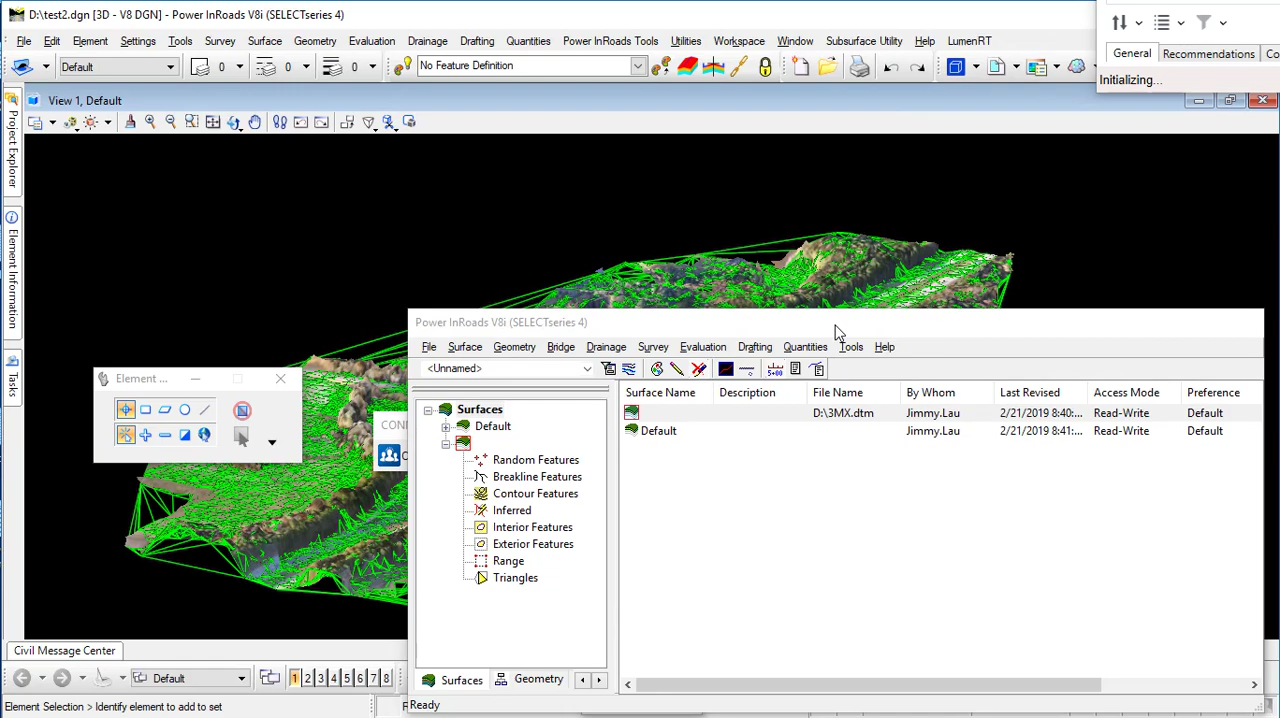 D:\test2.dgn [3D - V8 DGN] - Power InRoads V8i (SELECTseries 4)
File Edit Element Settings Tools Survey Surface Geometry Evaluation Drainage Drafting Quantities Power InRoads Tools Utilities Workspace Window Subsurface Utility Help LumenRT
Default 0 0 0 No Feature Definition
General Recommendations Co
Initializing...
View 1, Default
Project Explorer
Element Information
Tasks
Element ...
CON
Power InRoads V8i (SELECTseries 4)
File Surface Geometry Bridge Drainage Survey Evaluation Drafting Quantities Tools Help
<Unnamed>
Surfaces
Default
Random Features
Breakline Features
Contour Features
Inferred
Interior Features
Exterior Features
Range
Triangles
Surfaces Geometry
Surface Name Description File Name By Whom Last Revised Access Mode Preference
D:\3MX.dtm Jimmy.Lau 2/21/2019 8:40:... Read-Write Default
Default Jimmy.Lau 2/21/2019 8:41:... Read-Write Default
Ready
Civil Message Center
Default 1 2 3 4 5 6 7 8
Element Selection > Identify element to add to set